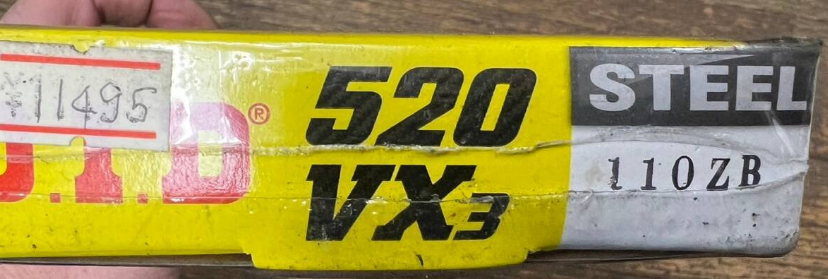 ¥11495
D.I.D®
520
VX3
STEEL
110ZB